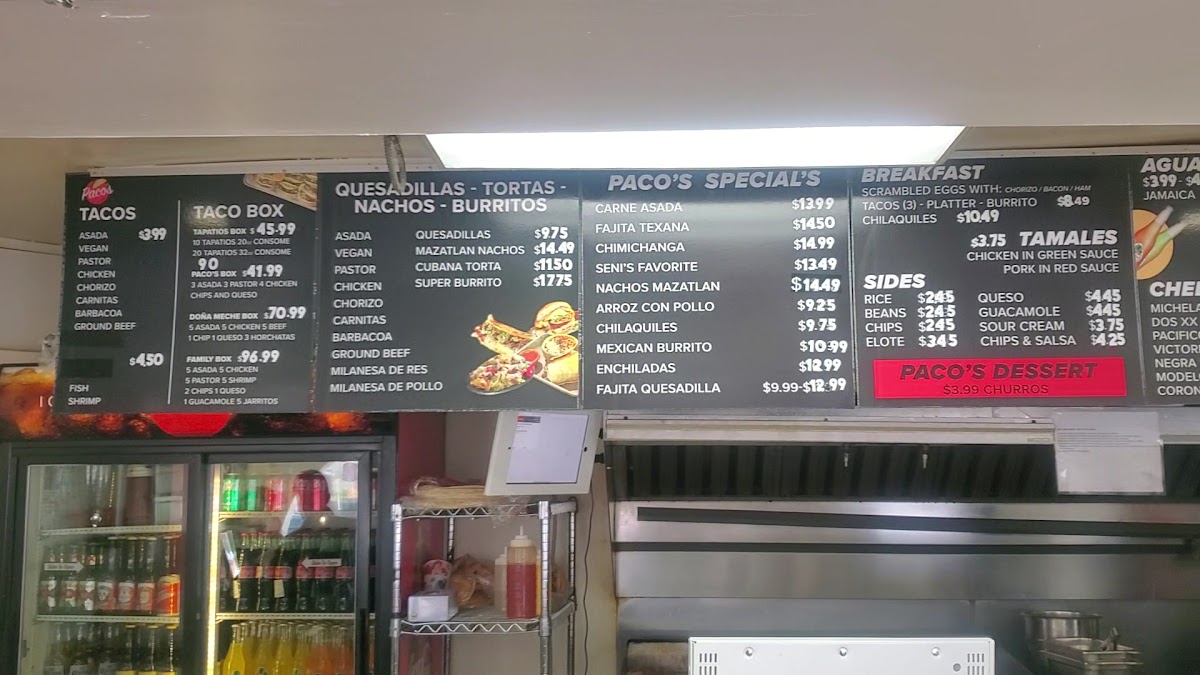 Paco's
TACOS
ASADA $3.99
VEGAN
PASTOR
CHICKEN
CHORIZO
CARNITAS
BARBACOA
GROUND BEEF
$4.50
FISH
SHRIMP
TACO BOX
TAPATIOS BOX $45.99
10 TAPATIOS 20oz CONSOME
20 TAPATIOS 32oz CONSOME
90
PACO'S BOX $41.99
3 ASADA 3 PASTOR 4 CHICKEN
CHIPS AND QUESO
DOÑA MECHE BOX $70.99
5 ASADA 5 CHICKEN 5 BEEF
1 CHIP 1 QUESO 3 HORCHATAS
FAMILY BOX $96.99
5 ASADA 5 CHICKEN
5 PASTOR 5 SHRIMP
2 CHIPS 1 QUESO
1 GUACAMOLE 5 JARRITOS
QUESADILLAS - TORTAS -
NACHOS - BURRITOS
ASADA
VEGAN
PASTOR
CHICKEN
CHORIZO
CARNITAS
BARBACOA
GROUND BEEF
MILANESA DE RES
MILANESA DE POLLO
QUESADILLAS $9.75
MAZATLAN NACHOS $14.49
CUBANA TORTA $11.50
SUPER BURRITO $17.75
PACO'S SPECIAL'S
CARNE ASADA $13.99
FAJITA TEXANA $14.50
CHIMICHANGA $14.99
SENI'S FAVORITE $13.49
NACHOS MAZATLAN $14.49
ARROZ CON POLLO $9.25
CHILAQUILES $9.75
MEXICAN BURRITO $10.99
ENCHILADAS $12.99
FAJITA QUESADILLA $9.99-$12.99
BREAKFAST
SCRAMBLED EGGS WITH: CHORIZO / BACON / HAM
TACOS (3) - PLATTER - BURRITO $8.49
CHILAQUILES $10.49
$3.75 TAMALES
CHICKEN IN GREEN SAUCE
PORK IN RED SAUCE
SIDES
RICE $2.45
BEANS $2.45
CHIPS $2.45
ELOTE $3.45
QUESO $4.45
GUACAMOLE $4.45
SOUR CREAM $3.75
CHIPS & SALSA $4.25
PACO'S DESSERT
$3.99 CHURROS
AGUA
$3.99-$4
JAMAICA
CHEL
MICHELA
DOS XX
PACIFICO
VICTORI
NEGRA
MODEL
CORON